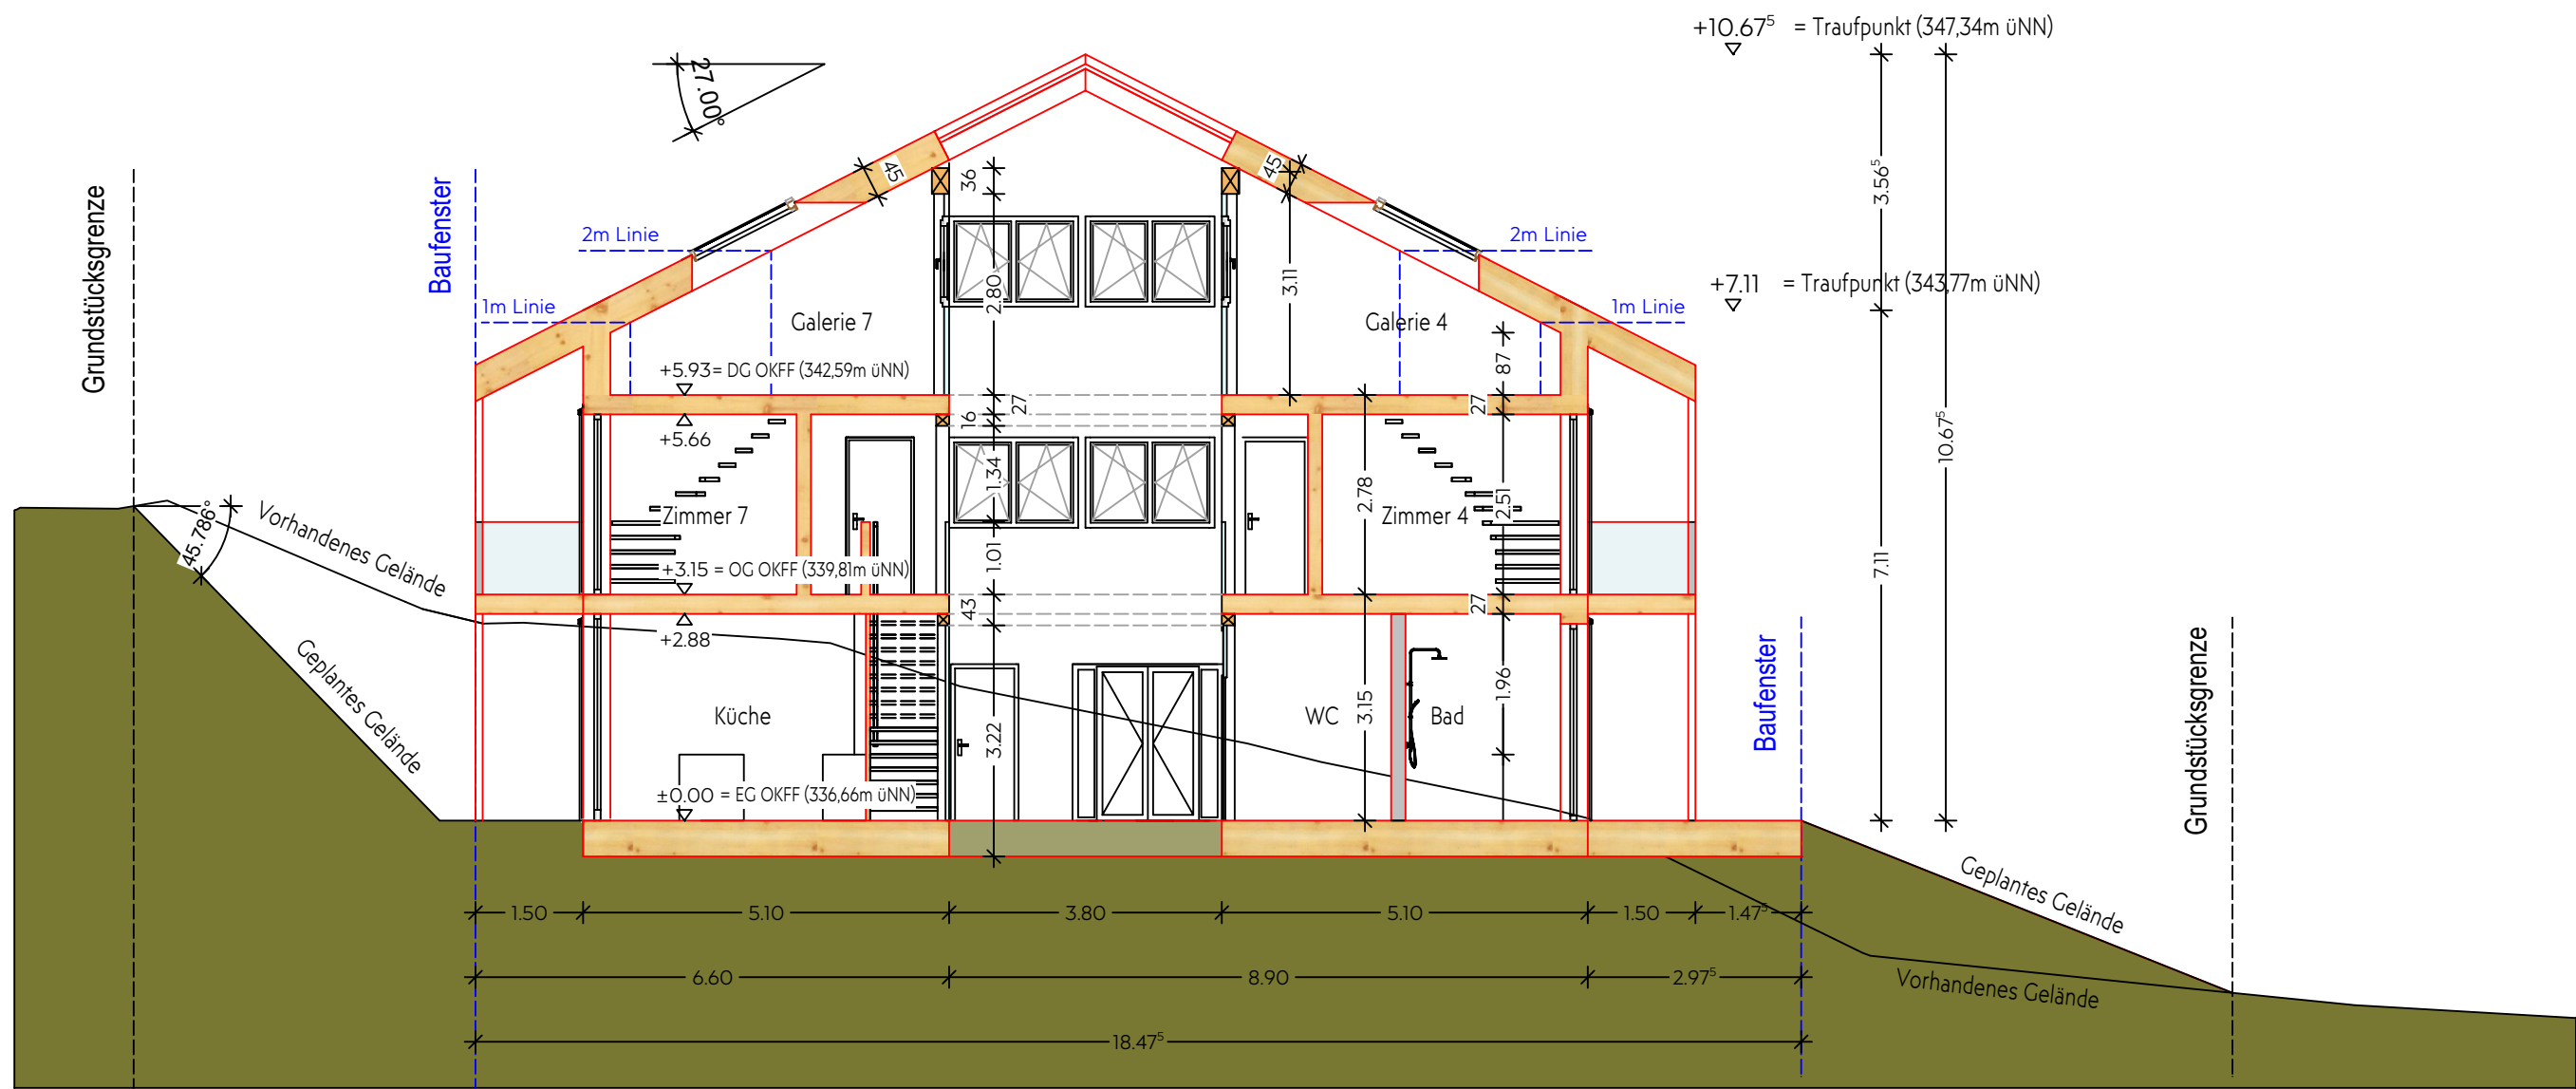 +10.67⁵ = Traufpunkt (347,34m üNN)
27.00°
45
45
36
3.56⁵
Grundstücksgrenze
Baufenster
2m Linie
2m Linie
2.80
3.11
+7.11 = Traufpunkt (343,77m üNN)
1m Linie
1m Linie
Galerie 7
Galerie 4
87
+5.93= DG OKFF (342,59m üNN)
27
27
16
+5.66
10.67⁵
1.34
2.78
2.51
Zimmer 7
Zimmer 4
45.786°
Vorhandenes Gelände
1.01
7.11
+3.15 = OG OKFF (339,81m üNN)
43
27
+2.88
Geplantes Gelände
Baufenster
Grundstücksgrenze
1.96
Küche
3.22
WC
3.15
Bad
±0.00 = EG OKFF (336,66m üNN)
Geplantes Gelände
1.50
5.10
3.80
5.10
1.50
1.47⁵
6.60
8.90
2.97⁵
Vorhandenes Gelände
18.47⁵